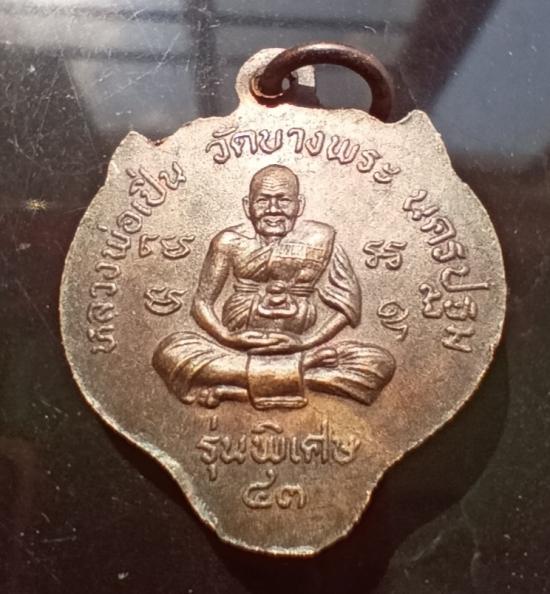 หลวงพ่อเปิ่น วัดบางพระ นครปฐม
รุ่นพิเศษ
๔๓